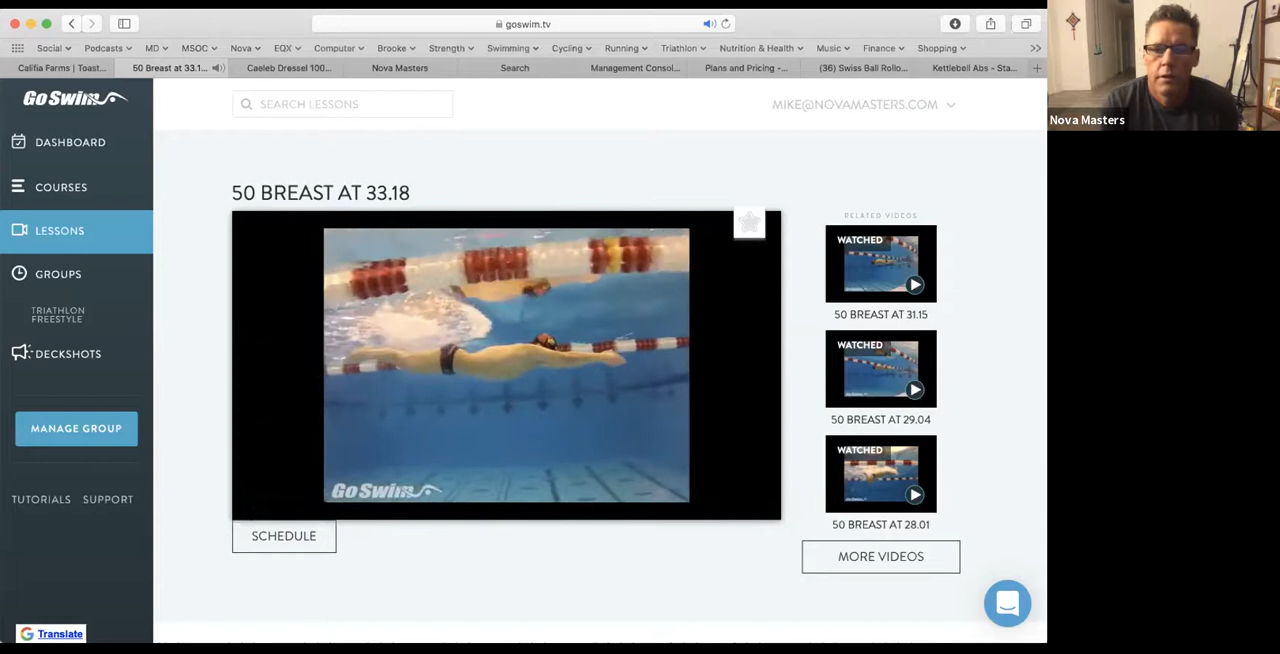 goswim.tv
Social
Podcasts
MD
MSOC
Nova
EQX
Computer
Brooke
Strength
Swimming
Cycling
Running
Triathlon
Nutrition & Health
Music
Finance
Shopping
Califia Farms | Toast...
50 Breast at 33.1...
Caeleb Dressel 100...
Nova Masters
Search
Management Consol...
Plans and Pricing -...
(36) Swiss Ball Rollo...
Kettlebell Abs - Sta...
Nova Masters
Go Swim
SEARCH LESSONS
MIKE@NOVAMASTERS.COM
DASHBOARD
COURSES
LESSONS
GROUPS
TRIATHLON
FREESTYLE
DECKSHOTS
MANAGE GROUP
TUTORIALS SUPPORT
Translate
50 BREAST AT 33.18
Go Swim
SCHEDULE
RELATED VIDEOS
WATCHED
50 BREAST AT 31.15
WATCHED
50 BREAST AT 29.04
WATCHED
50 BREAST AT 28.01
MORE VIDEOS